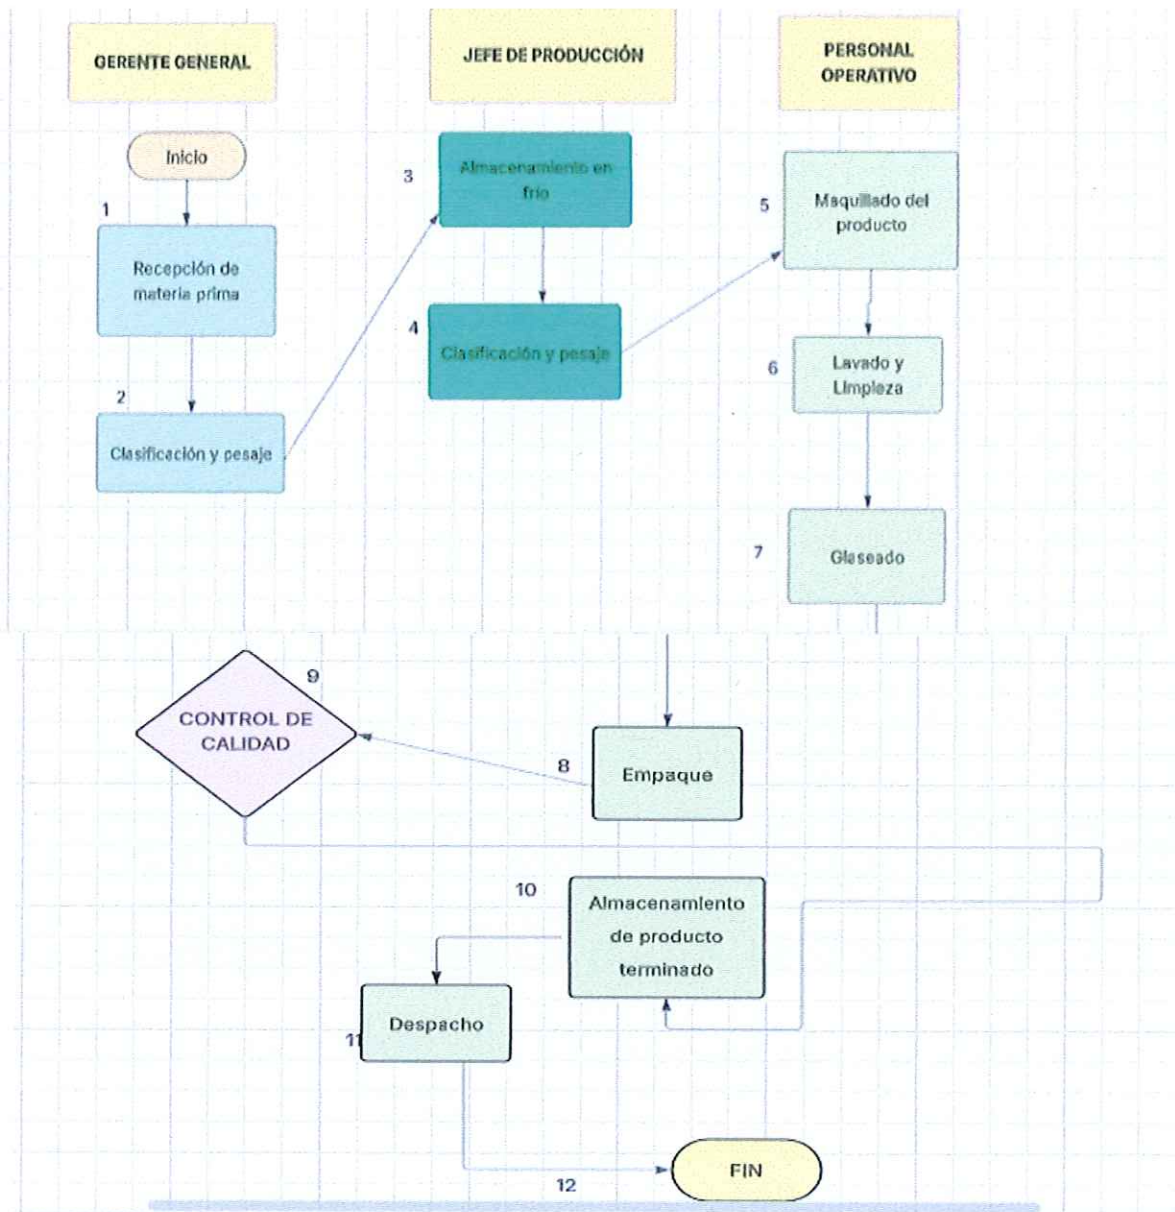 GERENTE GENERAL
JEFE DE PRODUCCIÓN
PERSONAL
OPERATIVO
Inicio
1
Recepción de
materia prima
2
Clasificación y pesaje
3
Almacenamiento en
frío
4
Clasificación y pesaje
5
Maquillado del
producto
6
Lavado y
Limpieza
7
Glaseado
8
Empaque
9
CONTROL DE
CALIDAD
10
Almacenamiento
de producto
terminado
11
Despacho
12
FIN